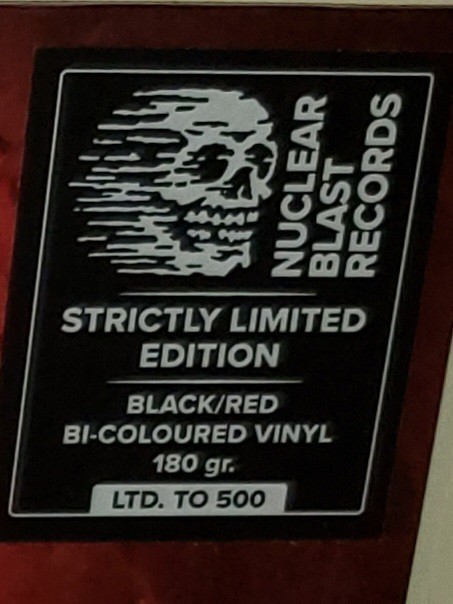 NUCLEAR
BLAST
RECORDS
STRICTLY LIMITED
EDITION
BLACK/RED
BI-COLOURED VINYL
180 gr.
LTD. TO 500